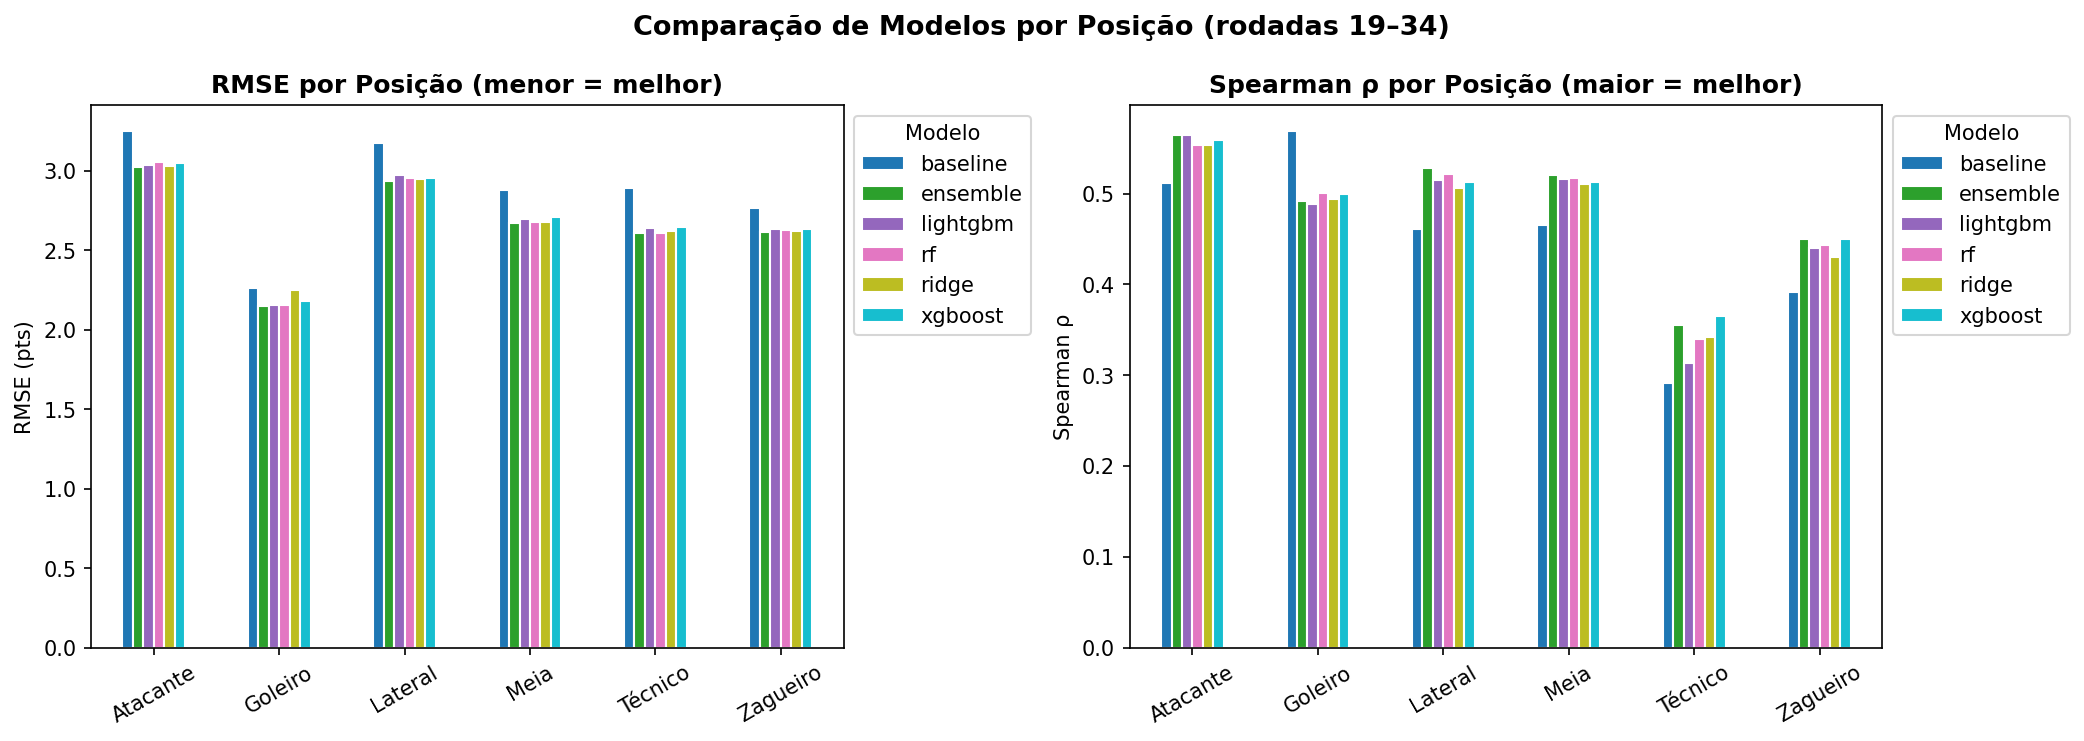 Comparação de Modelos por Posição (rodadas 19–34)
RMSE por Posição (menor = melhor)
RMSE (pts)
3.0
2.5
2.0
1.5
1.0
0.5
0.0
Atacante
Goleiro
Lateral
Meia
Técnico
Zagueiro
Modelo
baseline
ensemble
lightgbm
rf
ridge
xgboost
Spearman ρ por Posição (maior = melhor)
Spearman ρ
0.5
0.4
0.3
0.2
0.1
0.0
Atacante
Goleiro
Lateral
Meia
Técnico
Zagueiro
Modelo
baseline
ensemble
lightgbm
rf
ridge
xgboost